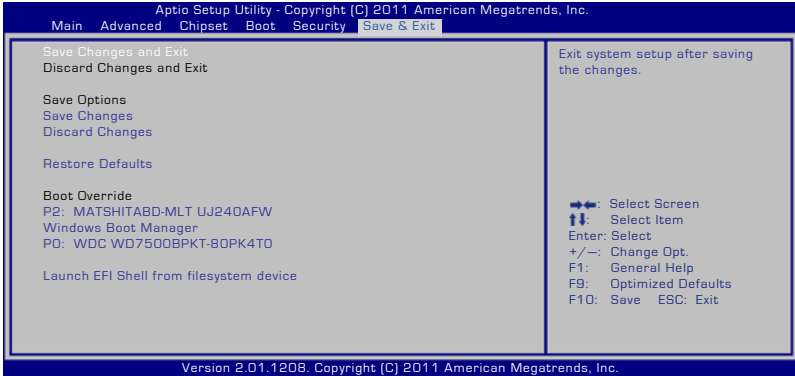 Aptio Setup Utility - Copyright (C) 2011 American Megatrends, Inc.
Main Advanced Chipset Boot Security Save & Exit
Save Changes and Exit
Discard Changes and Exit
Save Options
Save Changes
Discard Changes
Restore Defaults
Boot Override
P2: MATSHITABD-MLT UJ240AFW
Windows Boot Manager
P0: WDC WD7500BPKT-80PK4T0
Launch EFI Shell from filesystem device
Exit system setup after saving
the changes.
→←: Select Screen
↑↓: Select Item
Enter: Select
+/—: Change Opt.
F1: General Help
F9: Optimized Defaults
F10: Save ESC: Exit
Version 2.01.1208. Copyright (C) 2011 American Megatrends, Inc.